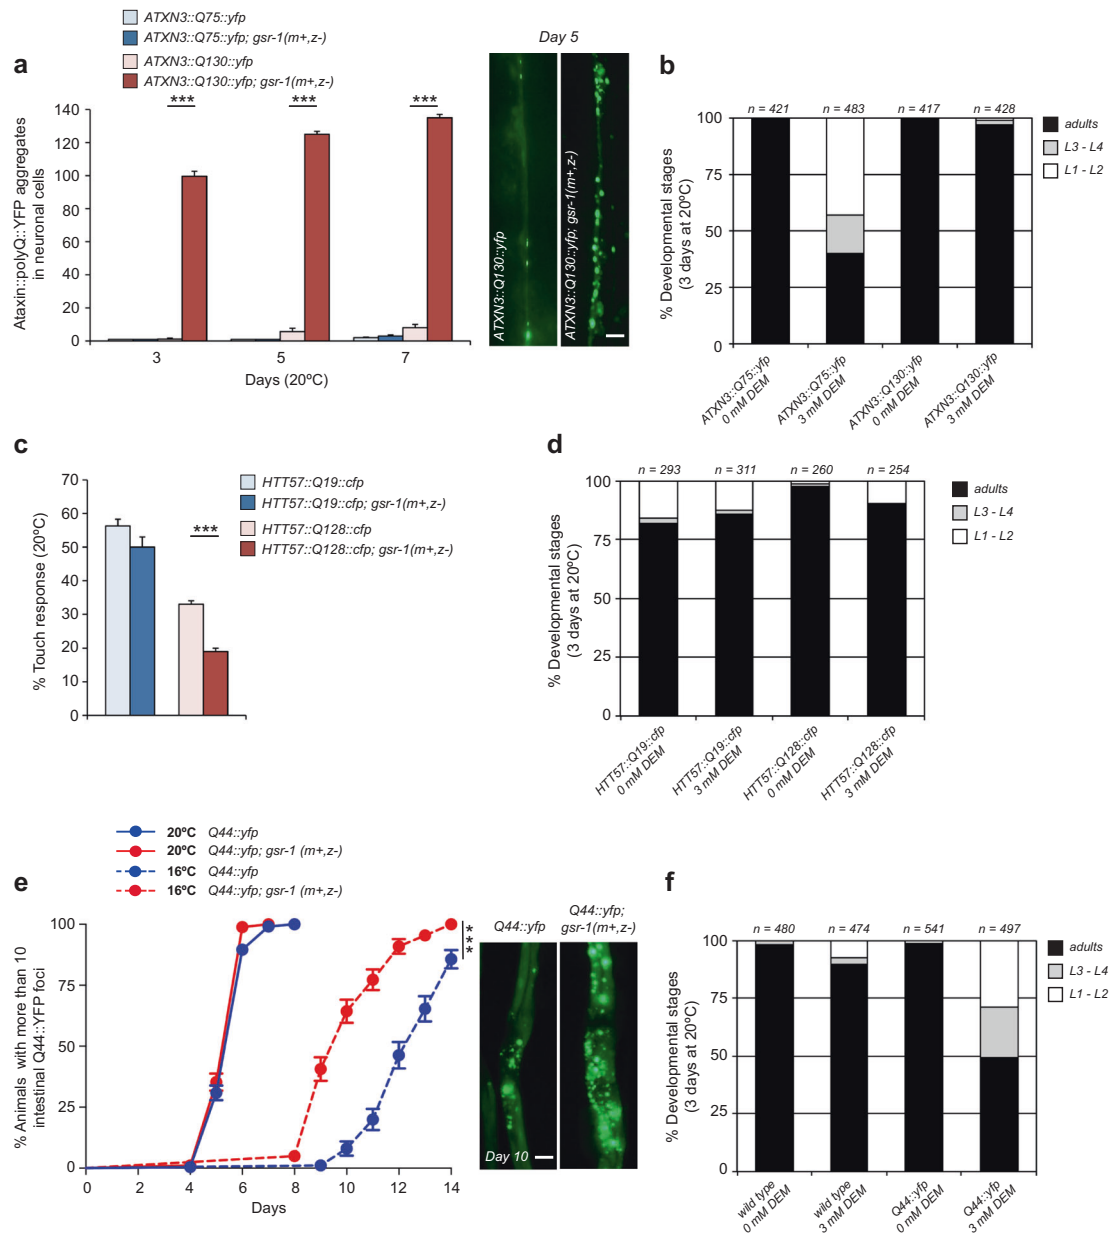 a
ATXN3::Q75::yfp
ATXN3::Q75::yfp; gsr-1(m+,z-)
ATXN3::Q130::yfp
ATXN3::Q130::yfp; gsr-1(m+,z-)
Ataxin::polyQ::YFP aggregates
in neuronal cells
140
120
100
80
60
40
20
0
***
***
***
3
5
7
Days (20ºC)
Day 5
ATXN3::Q130::yfp
ATXN3::Q130::yfp; gsr-1(m+,z-)
b
n = 421
n = 483
n = 417
n = 428
% Developmental stages
(3 days at 20ºC)
100
75
50
25
0
adults
L3 - L4
L1 - L2
ATXN3::Q75::yfp
0 mM DEM
ATXN3::Q75::yfp
3 mM DEM
ATXN3::Q130::yfp
0 mM DEM
ATXN3::Q130::yfp
3 mM DEM
c
% Touch response (20ºC)
70
60
50
40
30
20
10
0
***
HTT57::Q19::cfp
HTT57::Q19::cfp; gsr-1(m+,z-)
HTT57::Q128::cfp
HTT57::Q128::cfp; gsr-1(m+,z-)
d
n = 293
n = 311
n = 260
n = 254
% Developmental stages
(3 days at 20ºC)
100
75
50
25
0
adults
L3 - L4
L1 - L2
HTT57::Q19::cfp
0 mM DEM
HTT57::Q19::cfp
3 mM DEM
HTT57::Q128::cfp
0 mM DEM
HTT57::Q128::cfp
3 mM DEM
e
20ºC Q44::yfp
20ºC Q44::yfp; gsr-1 (m+,z-)
16ºC Q44::yfp
16ºC Q44::yfp; gsr-1 (m+,z-)
% Animals with more than 10
intestinal Q44::YFP foci
100
75
50
25
0
0
2
4
6
8
10
12
14
Days
***
Q44::yfp
Q44::yfp;
gsr-1(m+,z-)
Day 10
f
n = 480
n = 474
n = 541
n = 497
% Developmental stages
(3 days at 20ºC)
100
75
50
25
0
adults
L3 - L4
L1 - L2
wild type
0 mM DEM
wild type
3 mM DEM
Q44::yfp
0 mM DEM
Q44::yfp
3 mM DEM